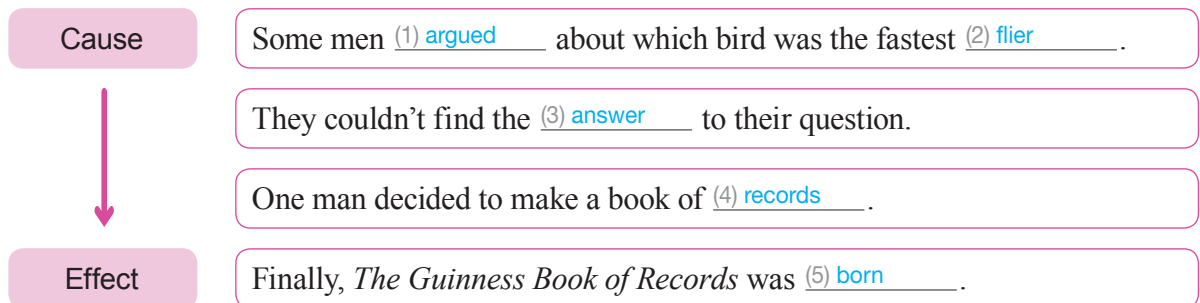 Cause
Some men (1) argued about which bird was the fastest (2) flier .
They couldn't find the (3) answer to their question.
One man decided to make a book of (4) records .
Effect
Finally, The Guinness Book of Records was (5) born .